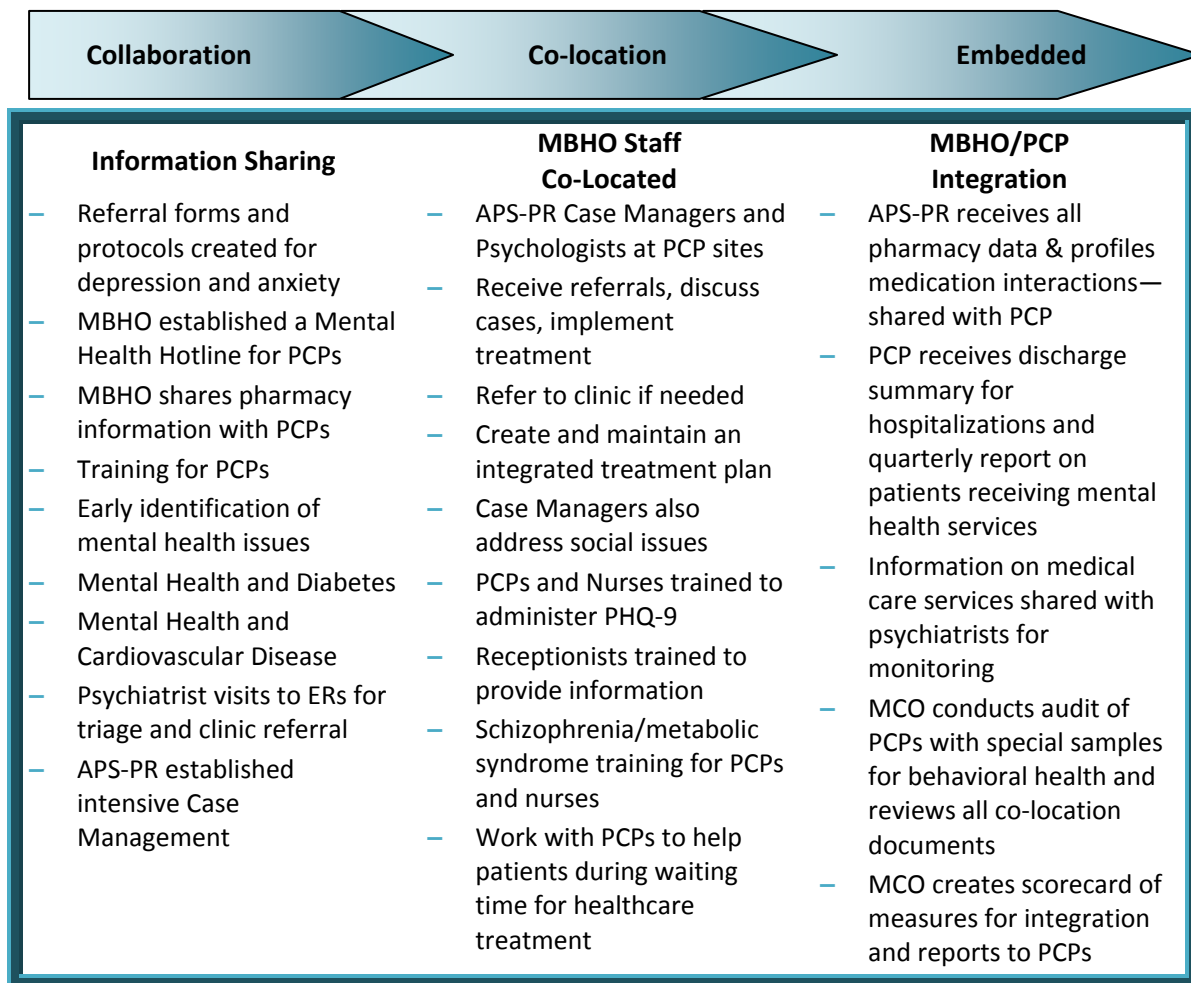 Collaboration
Co-location
Embedded
Information Sharing
– Referral forms and
protocols created for
depression and anxiety
– MBHO established a Mental
Health Hotline for PCPs
– MBHO shares pharmacy
information with PCPs
– Training for PCPs
– Early identification of
mental health issues
– Mental Health and Diabetes
– Mental Health and
Cardiovascular Disease
– Psychiatrist visits to ERs for
triage and clinic referral
– APS-PR established
intensive Case
Management
MBHO Staff
Co-Located
– APS-PR Case Managers and
Psychologists at PCP sites
– Receive referrals, discuss
cases, implement
treatment
– Refer to clinic if needed
– Create and maintain an
integrated treatment plan
– Case Managers also
address social issues
– PCPs and Nurses trained to
administer PHQ-9
– Receptionists trained to
provide information
– Schizophrenia/metabolic
syndrome training for PCPs
and nurses
– Work with PCPs to help
patients during waiting
time for healthcare
treatment
MBHO/PCP
Integration
– APS-PR receives all
pharmacy data & profiles
medication interactions—
shared with PCP
– PCP receives discharge
summary for
hospitalizations and
quarterly report on
patients receiving mental
health services
– Information on medical
care services shared with
psychiatrists for
monitoring
– MCO conducts audit of
PCPs with special samples
for behavioral health and
reviews all co-location
documents
– MCO creates scorecard of
measures for integration
and reports to PCPs